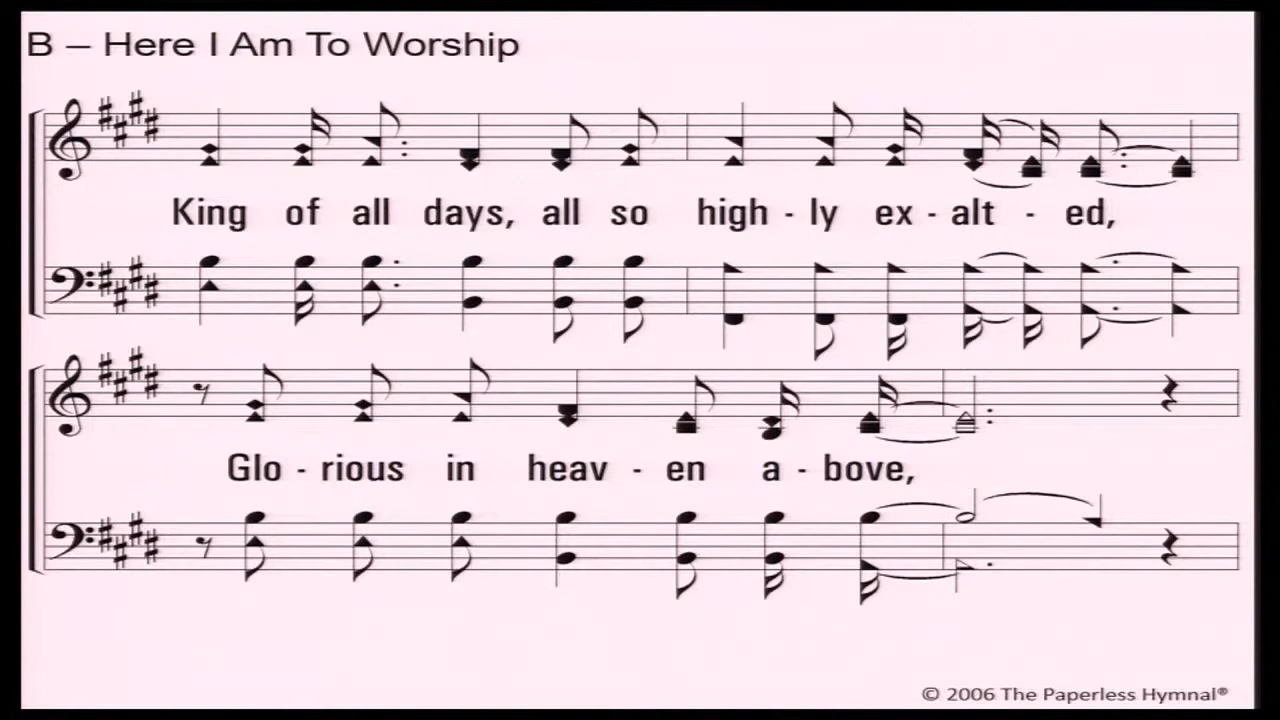 B – Here I Am To Worship
King of all days, all so high - ly ex - alt - ed,
Glo - rious in heav - en a - bove,
© 2006 The Paperless Hymnal®